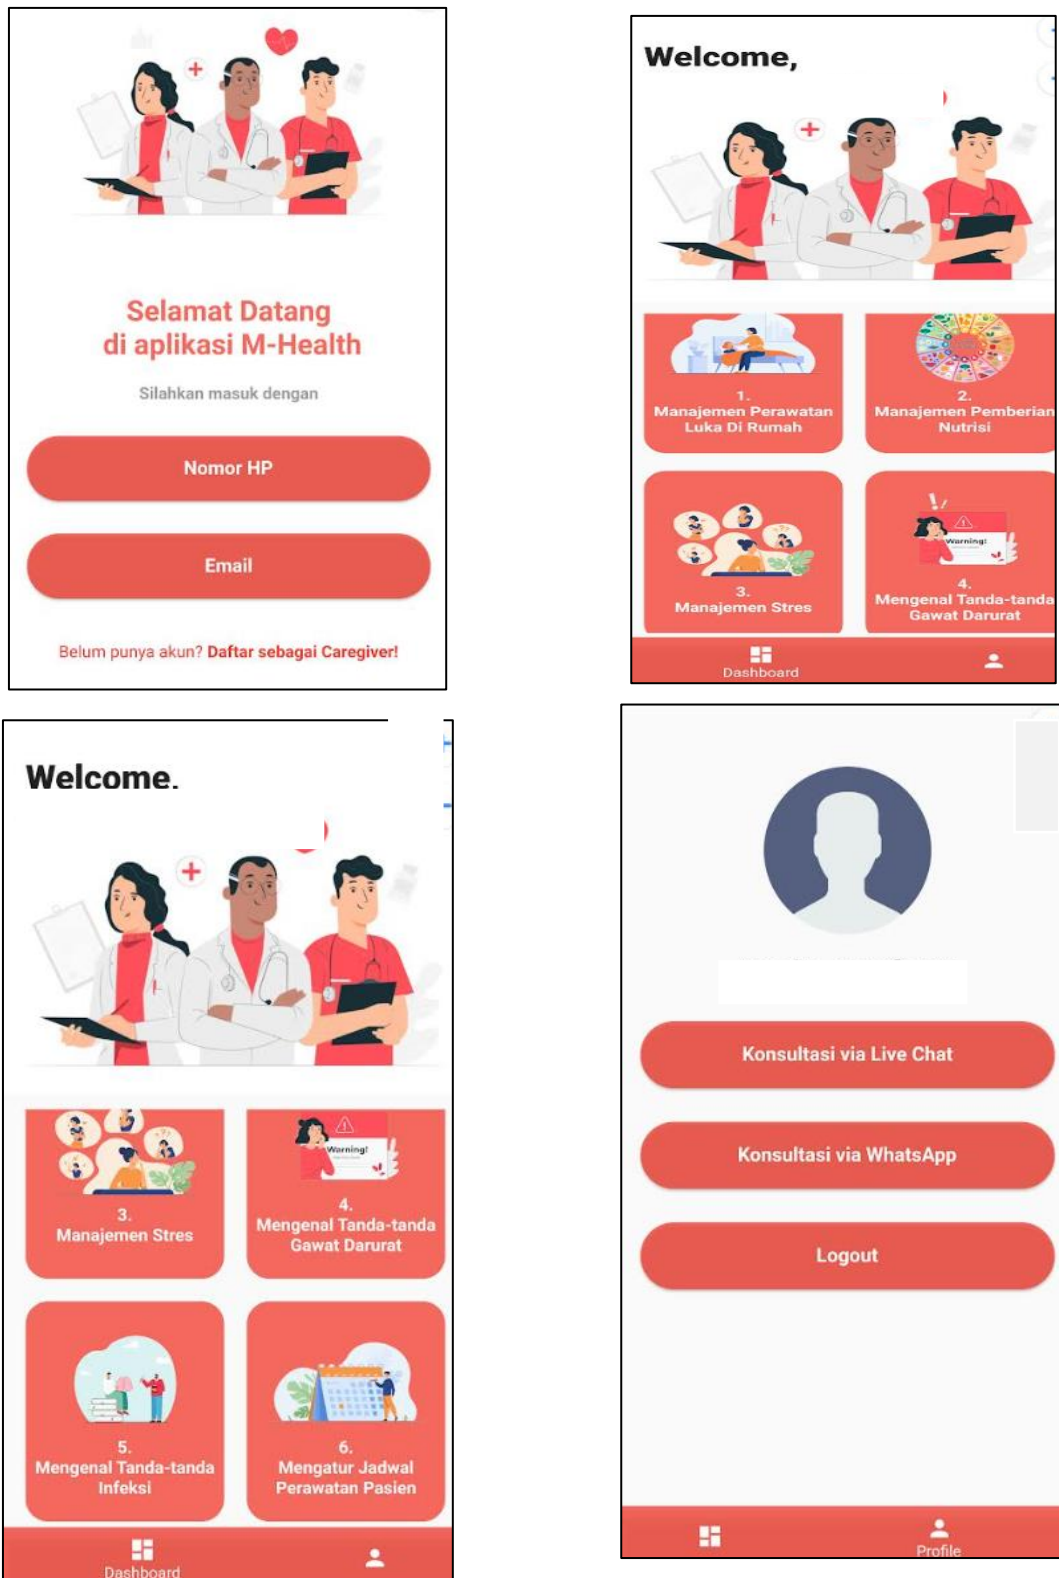 Selamat Datang
di aplikasi M-Health
Silahkan masuk dengan
Nomor HP
Email
Belum punya akun? Daftar sebagai Caregiver!
Welcome,
1.
Manajemen Perawatan
Luka Di Rumah
2.
Manajemen Pemberian
Nutrisi
3.
Manajemen Stres
Warning!
4.
Mengenal Tanda-tanda
Gawat Darurat
Dashboard
Welcome.
3.
Manajemen Stres
Warning!
4.
Mengenal Tanda-tanda
Gawat Darurat
5.
Mengenal Tanda-tanda
Infeksi
6.
Mengatur Jadwal
Perawatan Pasien
Dashboard
Konsultasi via Live Chat
Konsultasi via WhatsApp
Logout
Profile